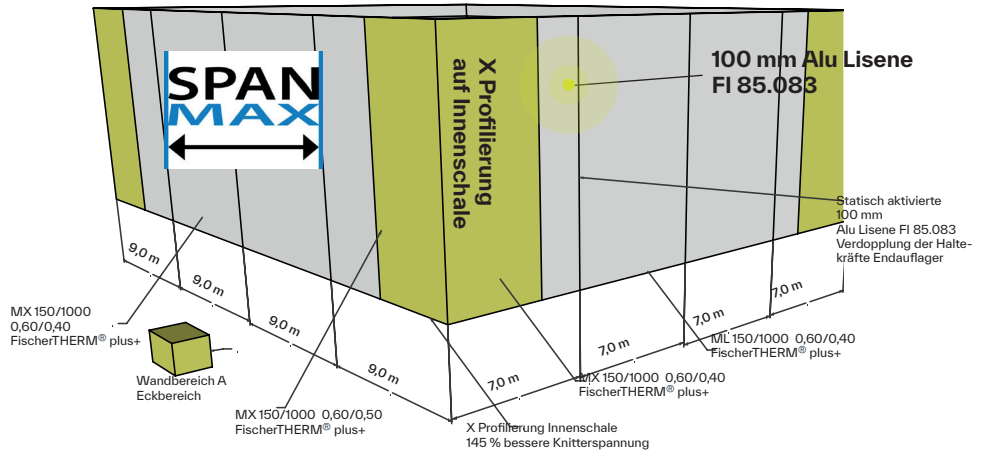 SPAN
MAX
X Profilierung
auf Innenschale
100 mm Alu Lisene
FI 85.083
Statisch aktivierte
100 mm
Alu Lisene FI 85.083
Verdopplung der Halte-
kräfte Endauflager
9,0 m
9,0 m
9,0 m
9,0 m
7,0 m
7,0 m
7,0 m
7,0 m
MX 150/1000
0,60/0,40
FischerTHERM® plus+
Wandbereich A
Eckbereich
MX 150/1000 0,60/0,50
FischerTHERM® plus+
X Profilierung Innenschale
145 % bessere Knitterspannung
MX 150/1000 0,60/0,40
FischerTHERM® plus+
ML 150/1000 0,60/0,40
FischerTHERM® plus+